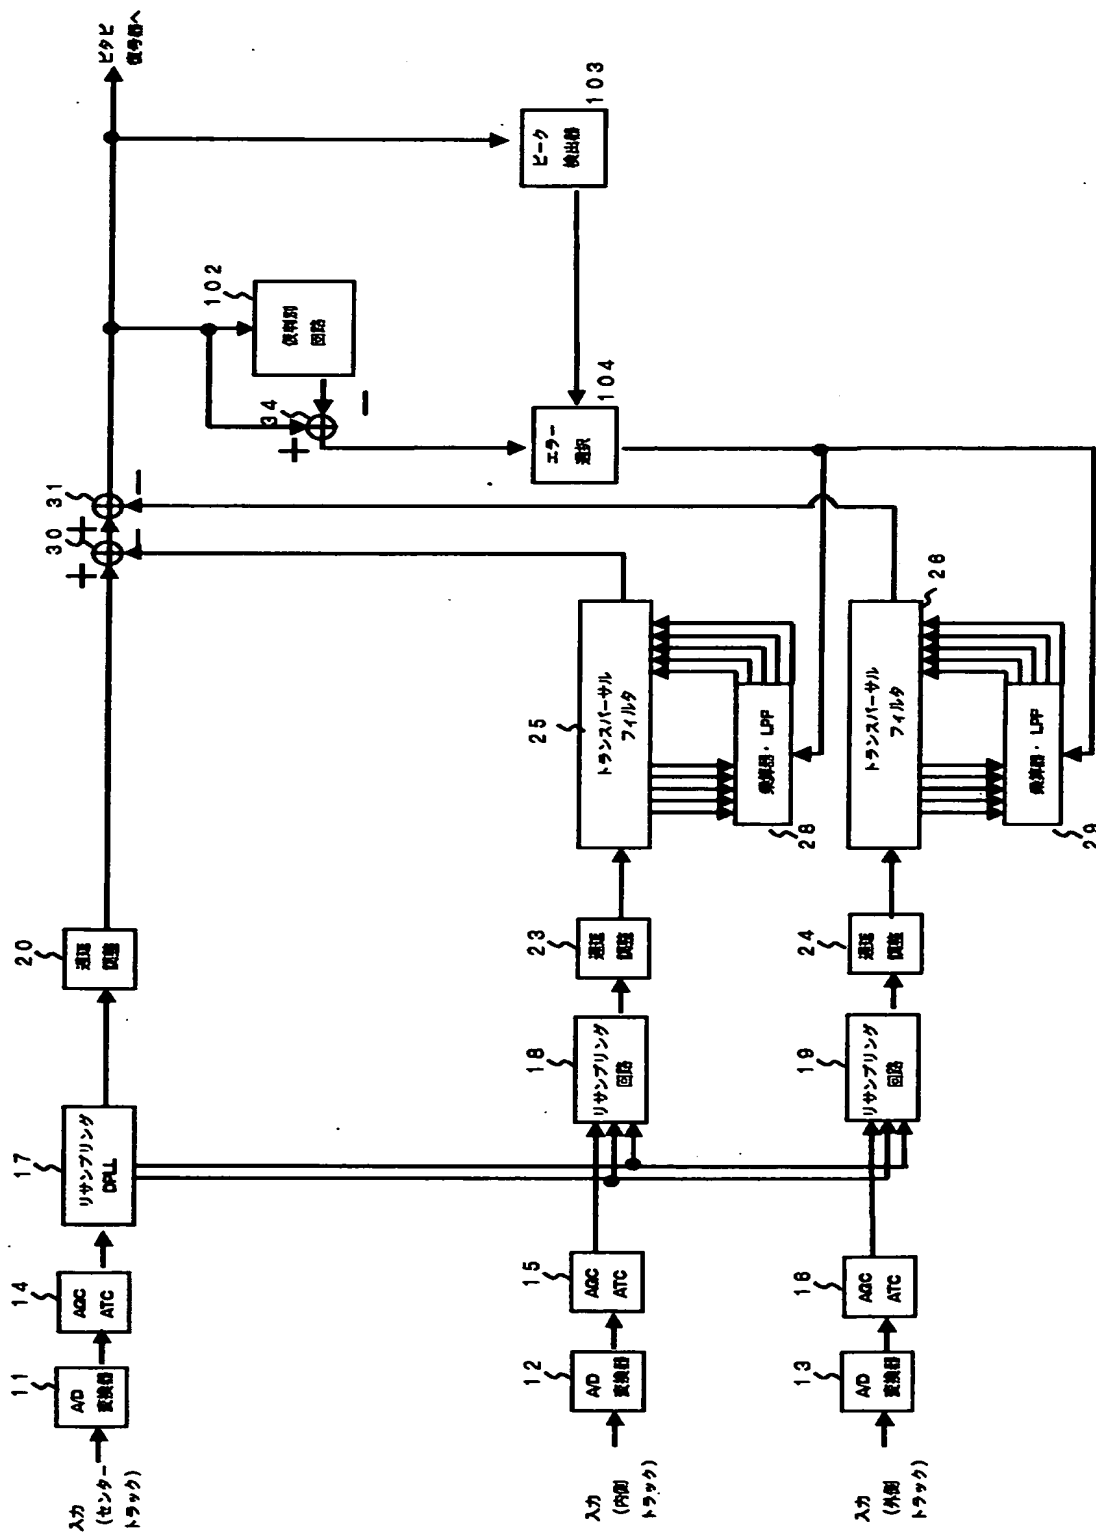 入力
(センター
トラック)
11
A/D
変換器
14
AGC
ATC
17
リサンプリング
DPLL
20
遅延
調整
30
+
-
31
+
-
ビタビ
復号器へ
102
仮判別
回路
34
+
-
ピーク
検出器
103
エラー
選択
104
入力
(内側
トラック)
12
A/D
変換器
15
AGC
ATC
18
リサンプリング
回路
23
遅延
調整
25
トランスバーサル
フィルタ
乗算器・LPF
28
入力
(外側
トラック)
13
A/D
変換器
16
AGC
ATC
19
リサンプリング
回路
24
遅延
調整
26
トランスバーサル
フィルタ
乗算器・LPF
29